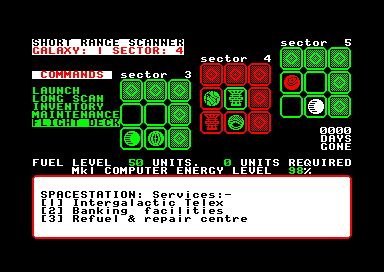 SHORT RANGE SCANNER
GALAXY: 1 SECTOR: 4
COMMANDS
LAUNCH
LONG SCAN
INVENTORY
MAINTENANCE
FLIGHT DECK
sector 3
sector 4
sector 5
0000
DAYS
GONE
FUEL LEVEL 50 UNITS. 0 UNITS REQUIRED
MkI COMPUTER ENERGY LEVEL 98%
SPACESTATION: Services:-
[1] Intergalactic Telex
[2] Banking facilities
[3] Refuel & repair centre